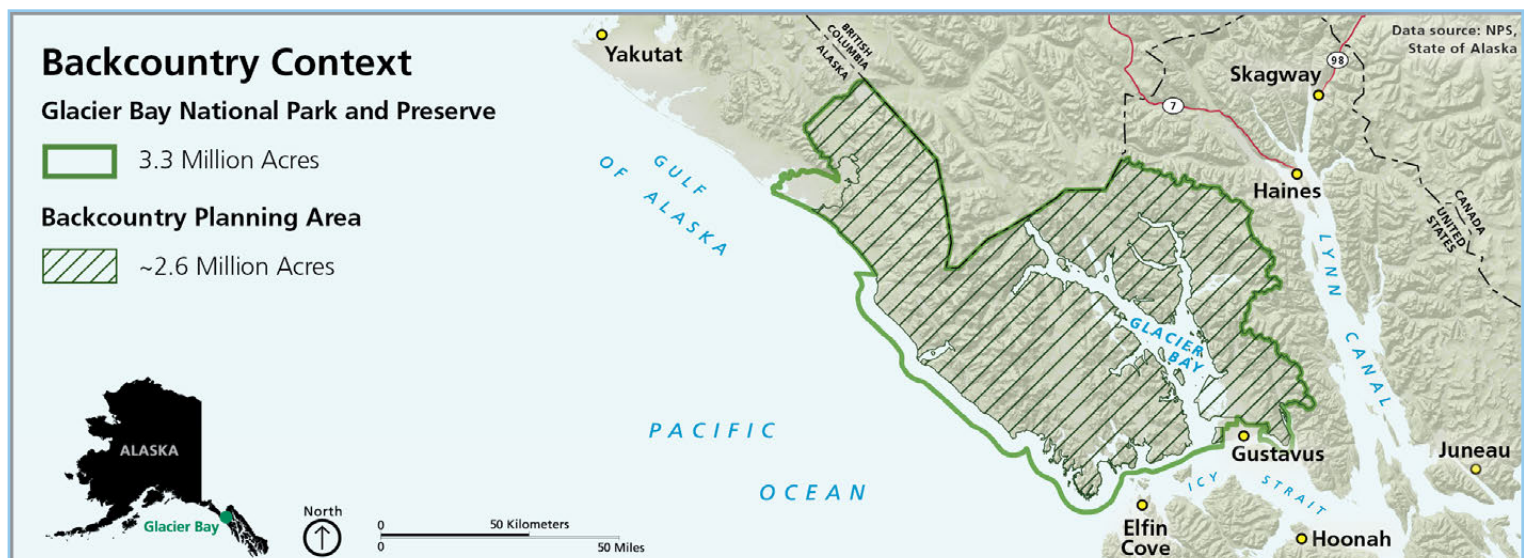 Backcountry Context
Glacier Bay National Park and Preserve
3.3 Million Acres
Backcountry Planning Area
~2.6 Million Acres
ALASKA
Glacier Bay
North
0
50 Kilometers
0
50 Miles
Yakutat
BRITISH
COLUMBIA
ALASKA
GULF
OF ALASKA
PACIFIC
OCEAN
Data source: NPS,
State of Alaska
98
Skagway
7
Haines
CANADA
UNITED
STATES
LYNN
CANAL
GLACIER
BAY
Gustavus
Juneau
ICY STRAIT
Elfin
Cove
Hoonah